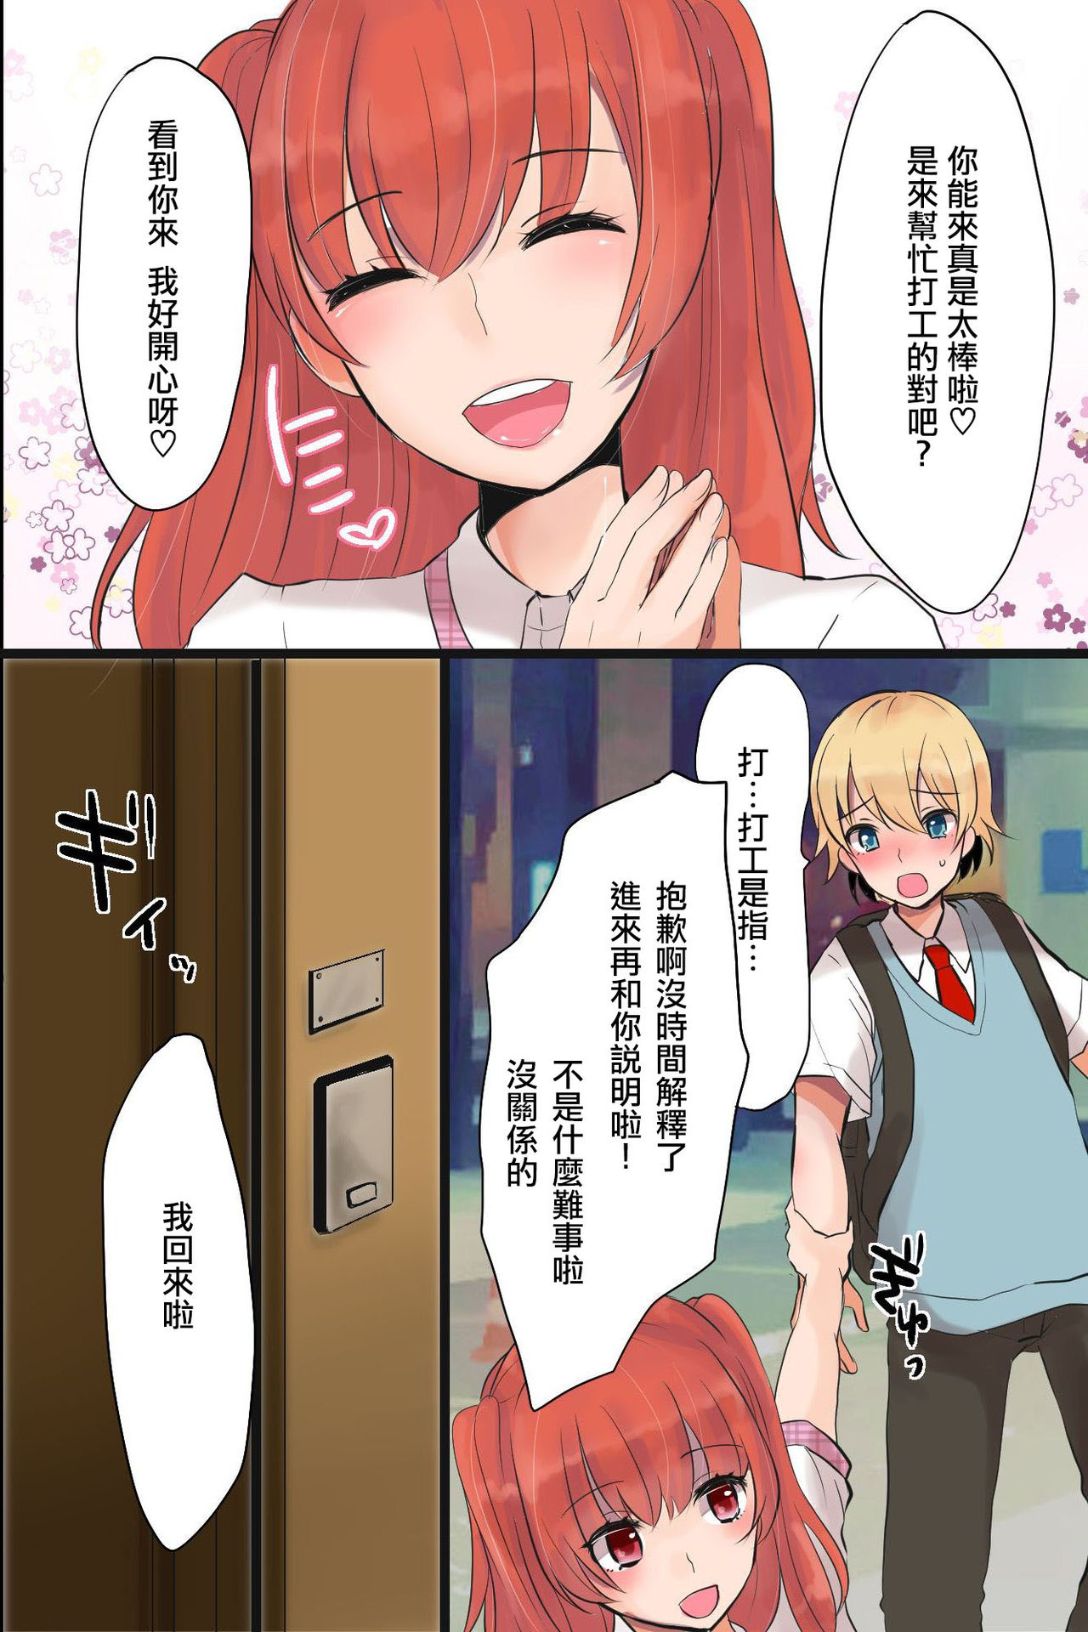 你能來真是太棒啦♡
是來幫忙打工的對吧？
看到你來 我好開心呀♡
打…打工是指…
抱歉啊沒時間解釋了
進來再和你說明啦！
不是什麼難事啦
沒關係的
ギィッ
我回來啦